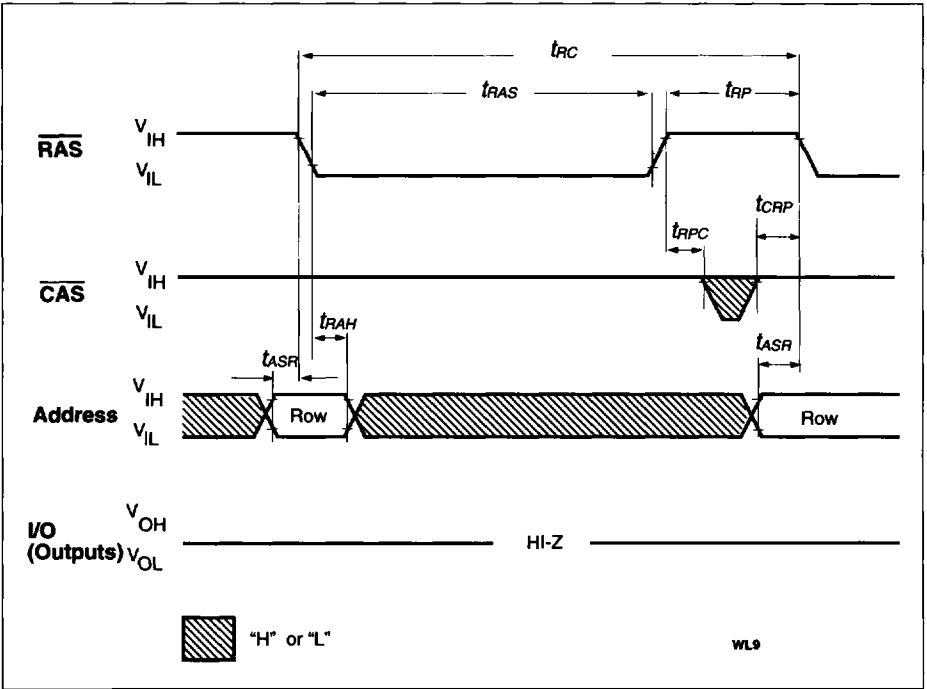 tRC
tRAS
tRP
RAS
VIH
VIL
tCRP
tRPC
CAS
VIH
VIL
tRAH
tASR
tASR
Address
VIH
VIL
Row
Row
I/O
(Outputs)
VOH
VOL
HI-Z
"H" or "L"
WL9